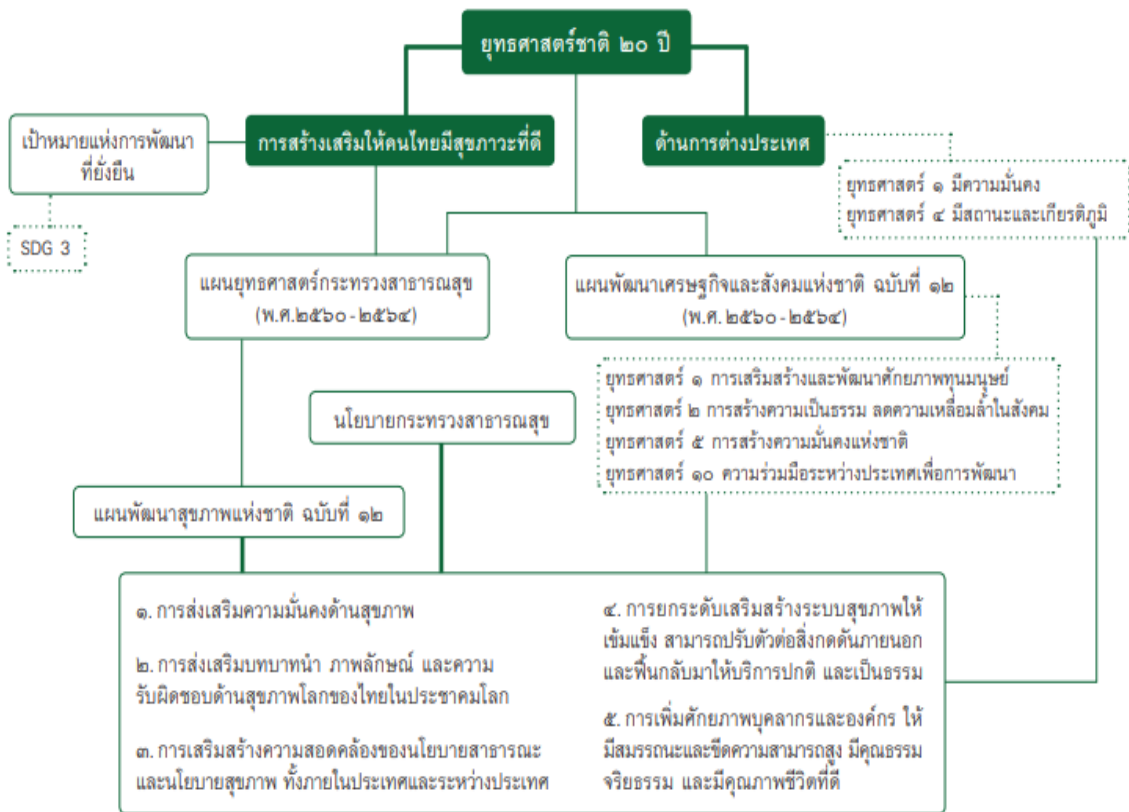 ยุทธศาสตร์ชาติ ๒๐ ปี
เป้าหมายแห่งการพัฒนา
ที่ยั่งยืน
การสร้างเสริมให้คนไทยมีสุขภาวะที่ดี
ด้านการต่างประเทศ
ยุทธศาสตร์ ๑ มีความมั่นคง
ยุทธศาสตร์ ๔ มีสถานะและเกียรติภูมิ
SDG 3
แผนยุทธศาสตร์กระทรวงสาธารณสุข
(พ.ศ.๒๕๖๐-๒๕๖๔)
แผนพัฒนาเศรษฐกิจและสังคมแห่งชาติ ฉบับที่ ๑๒
(พ.ศ.๒๕๖๐-๒๕๖๔)
ยุทธศาสตร์ ๑ การเสริมสร้างและพัฒนาศักยภาพทุนมนุษย์
ยุทธศาสตร์ ๒ การสร้างความเป็นธรรม ลดความเหลื่อมล้ำในสังคม
ยุทธศาสตร์ ๕ การสร้างความมั่นคงแห่งชาติ
ยุทธศาสตร์ ๑๐ ความร่วมมือระหว่างประเทศเพื่อการพัฒนา
นโยบายกระทรวงสาธารณสุข
แผนพัฒนาสุขภาพแห่งชาติ ฉบับที่ ๑๒
๑. การส่งเสริมความมั่นคงด้านสุขภาพ
๒. การส่งเสริมบทบาทนำ ภาพลักษณ์ และความ
รับผิดชอบด้านสุขภาพโลกของไทยในประชาคมโลก
๓. การเสริมสร้างความสอดคล้องของนโยบายสาธารณะ
และนโยบายสุขภาพ ทั้งภายในประเทศและระหว่างประเทศ
๔. การยกระดับเสริมสร้างระบบสุขภาพให้
เข้มแข็ง สามารถปรับตัวต่อสิ่งกดดันภายนอก
และฟื้นกลับมาให้บริการปกติ และเป็นธรรม
๕. การเพิ่มศักยภาพบุคลากรและองค์กร ให้
มีสมรรถนะและขีดความสามารถสูง มีคุณธรรม
จริยธรรม และมีคุณภาพชีวิตที่ดี